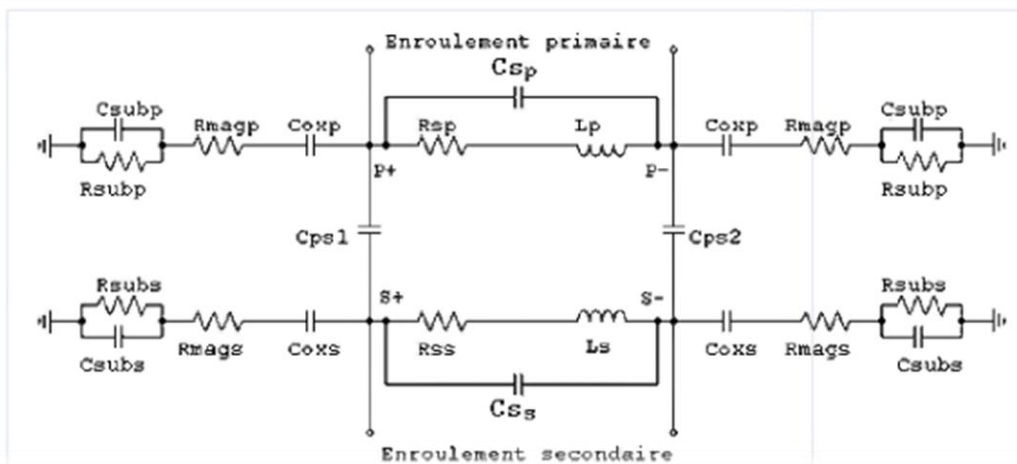 Enroulement primaire
Csp
Csubp Rmagp Coxp Rsp Lp Coxp Rmagp Csubp
Rsubp P+ P- Rsubp
Cps1 Cps2
Rsubs S+ S- Rsubs
Csubs Rmags Coxs Rss Ls Coxs Rmags Csubs
Css
Enroulement secondaire